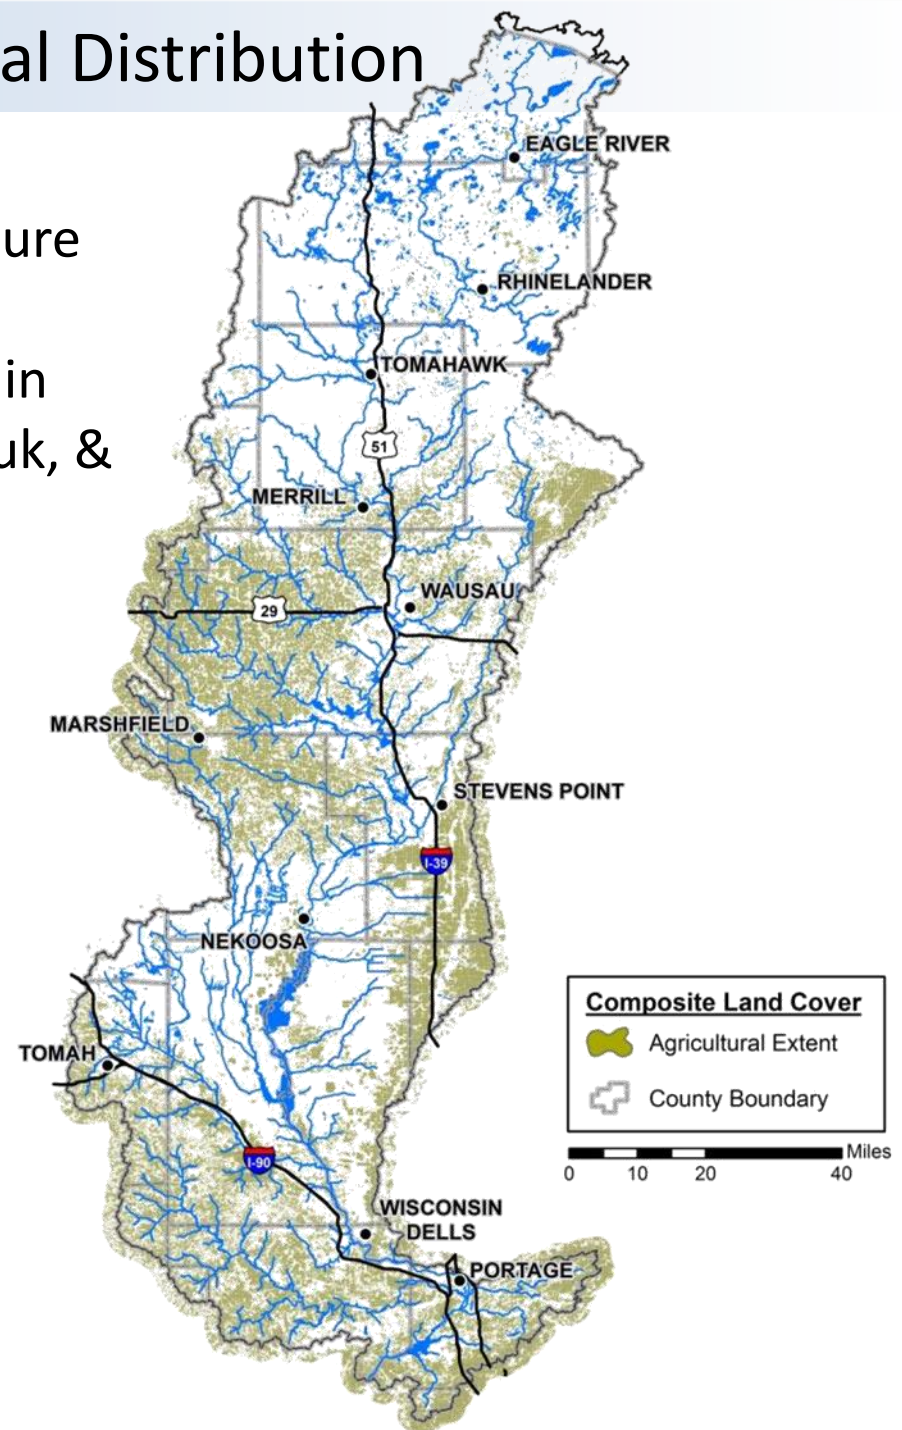 al Distribution
ure
in
uk, &
EAGLE RIVER
RHINELANDER
TOMAHAWK
51
MERRILL
WAUSAU
29
MARSHFIELD
STEVENS POINT
I-39
NEKOOSA
TOMAH
I-90
WISCONSIN
DELLS
PORTAGE
Composite Land Cover
Agricultural Extent
County Boundary
Miles
0 10 20 40